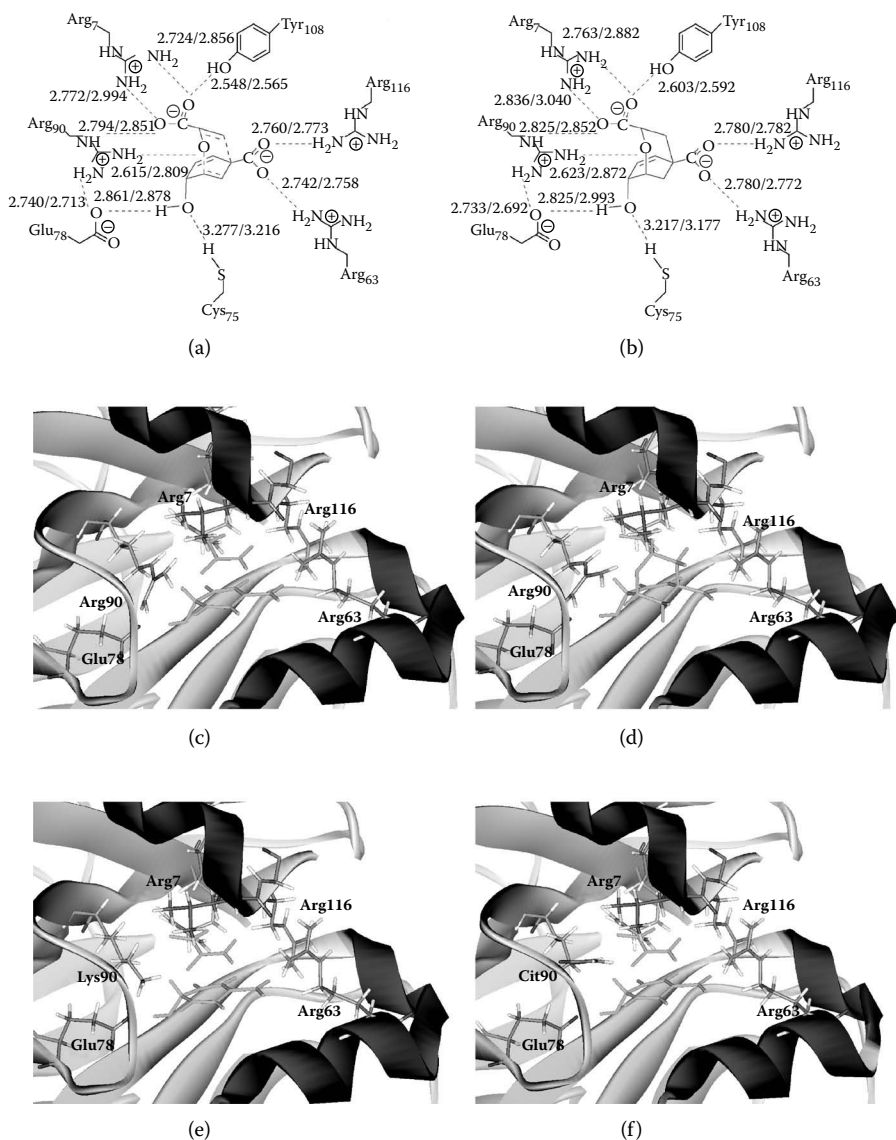 Arg7
2.724/2.856
Tyr108
HN
NH2
HO
NH2
2.548/2.565
2.772/2.994
Arg116
O
O
C
Arg90
2.794/2.851
2.760/2.773
HN
HN
NH2
O
C
O
H2N
NH2
H2N
2.615/2.809
2.742/2.758
2.740/2.713
2.861/2.878
O
H
O
H2N
NH2
Glu78
O
3.277/3.216
HN
H
S
Arg63
Cys75
(a)
Arg7
2.763/2.882
Tyr108
HN
NH2
HO
NH2
2.603/2.592
2.836/3.040
Arg116
O
O
C
Arg90
2.825/2.852
2.780/2.782
HN
HN
NH2
O
C
O
H2N
NH2
H2N
2.623/2.872
2.780/2.772
2.733/2.692
2.825/2.993
O
H
O
H2N
NH2
Glu78
O
3.217/3.177
HN
H
S
Arg63
Cys75
(b)
Arg7
Arg116
Arg90
Arg63
Glu78
(c)
Arg7
Arg116
Arg90
Arg63
Glu78
(d)
Arg7
Arg116
Lys90
Arg63
Glu78
(e)
Arg7
Arg116
Cit90
Arg63
Glu78
(f)